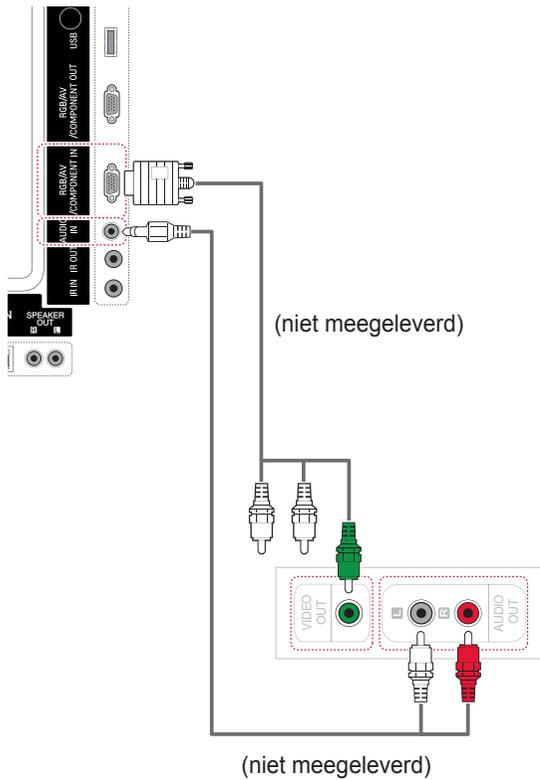 USB
RGB/AV
/COMPONENT OUT
RGB/AV
/COMPONENT IN
AUDIO
IN
IR OUT
IR IN
N
SPEAKER
OUT
R L
(niet meegeleverd)
VIDEO
OUT
L
R
AUDIO
OUT
(niet meegeleverd)